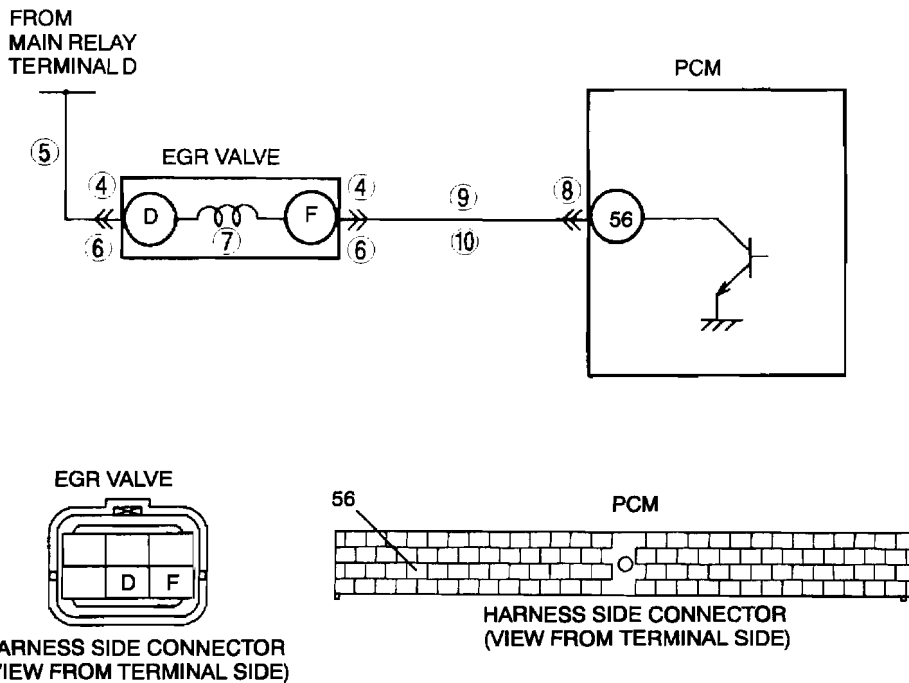 FROM
MAIN RELAY
TERMINAL D
PCM
5
EGR VALVE
4
4
9
8
D
F
7
56
6
6
10
EGR VALVE
56
PCM
D
F
HARNESS SIDE CONNECTOR
(VIEW FROM TERMINAL SIDE)
ARNESS SIDE CONNECTOR
VIEW FROM TERMINAL SIDE)